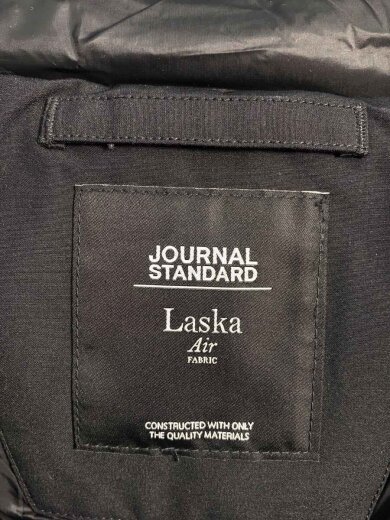 JOURNAL
STANDARD
Laska
Air
FABRIC
CONSTRUCTED WITH ONLY
THE QUALITY MATERIALS